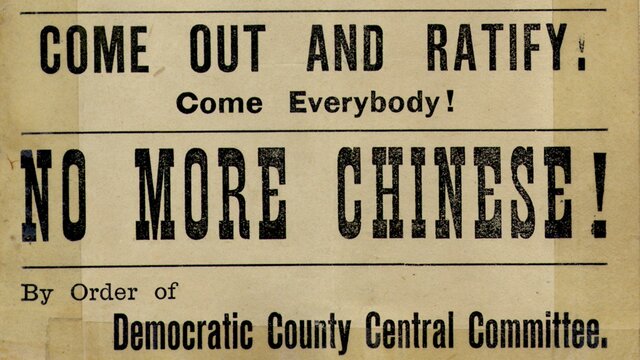 COME OUT AND RATIFY!
Come Everybody!
NO MORE CHINESE!
By Order of
Democratic County Central Committee.